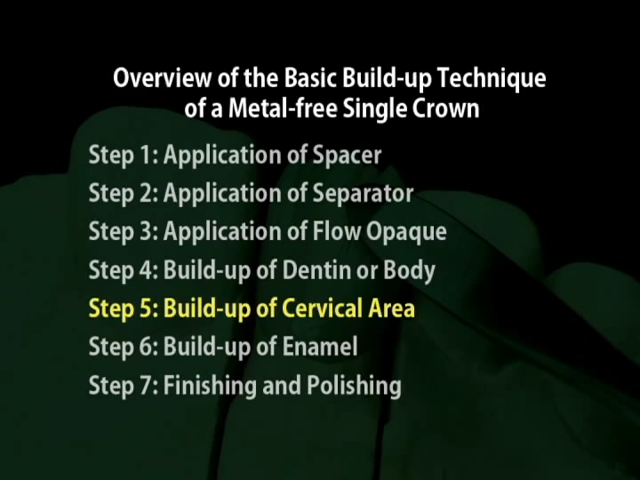 Overview of the Basic Build-up Technique
of a Metal-free Single Crown
Step 1: Application of Spacer
Step 2: Application of Separator
Step 3: Application of Flow Opaque
Step 4: Build-up of Dentin or Body
Step 5: Build-up of Cervical Area
Step 6: Build-up of Enamel
Step 7: Finishing and Polishing